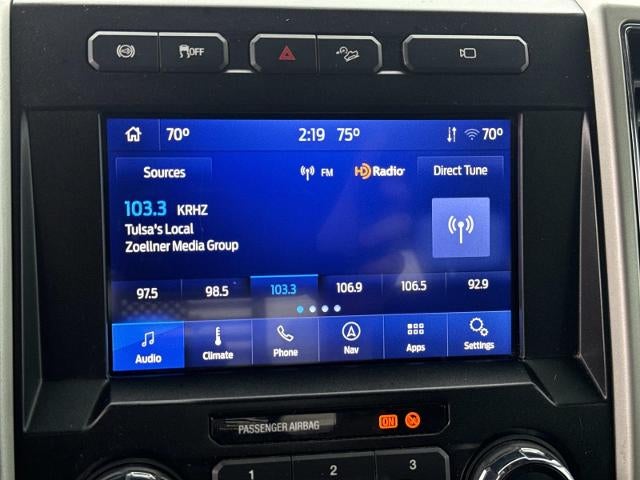 OFF
70° 2:19 75° 70°
Sources FM HD Radio Direct Tune
103.3 KRHZ
Tulsa's Local
Zoellner Media Group
97.5 98.5 103.3 106.9 106.5 92.9
Audio Climate Phone Nav Apps Settings
PASSENGER AIRBAG ON
1 2 3